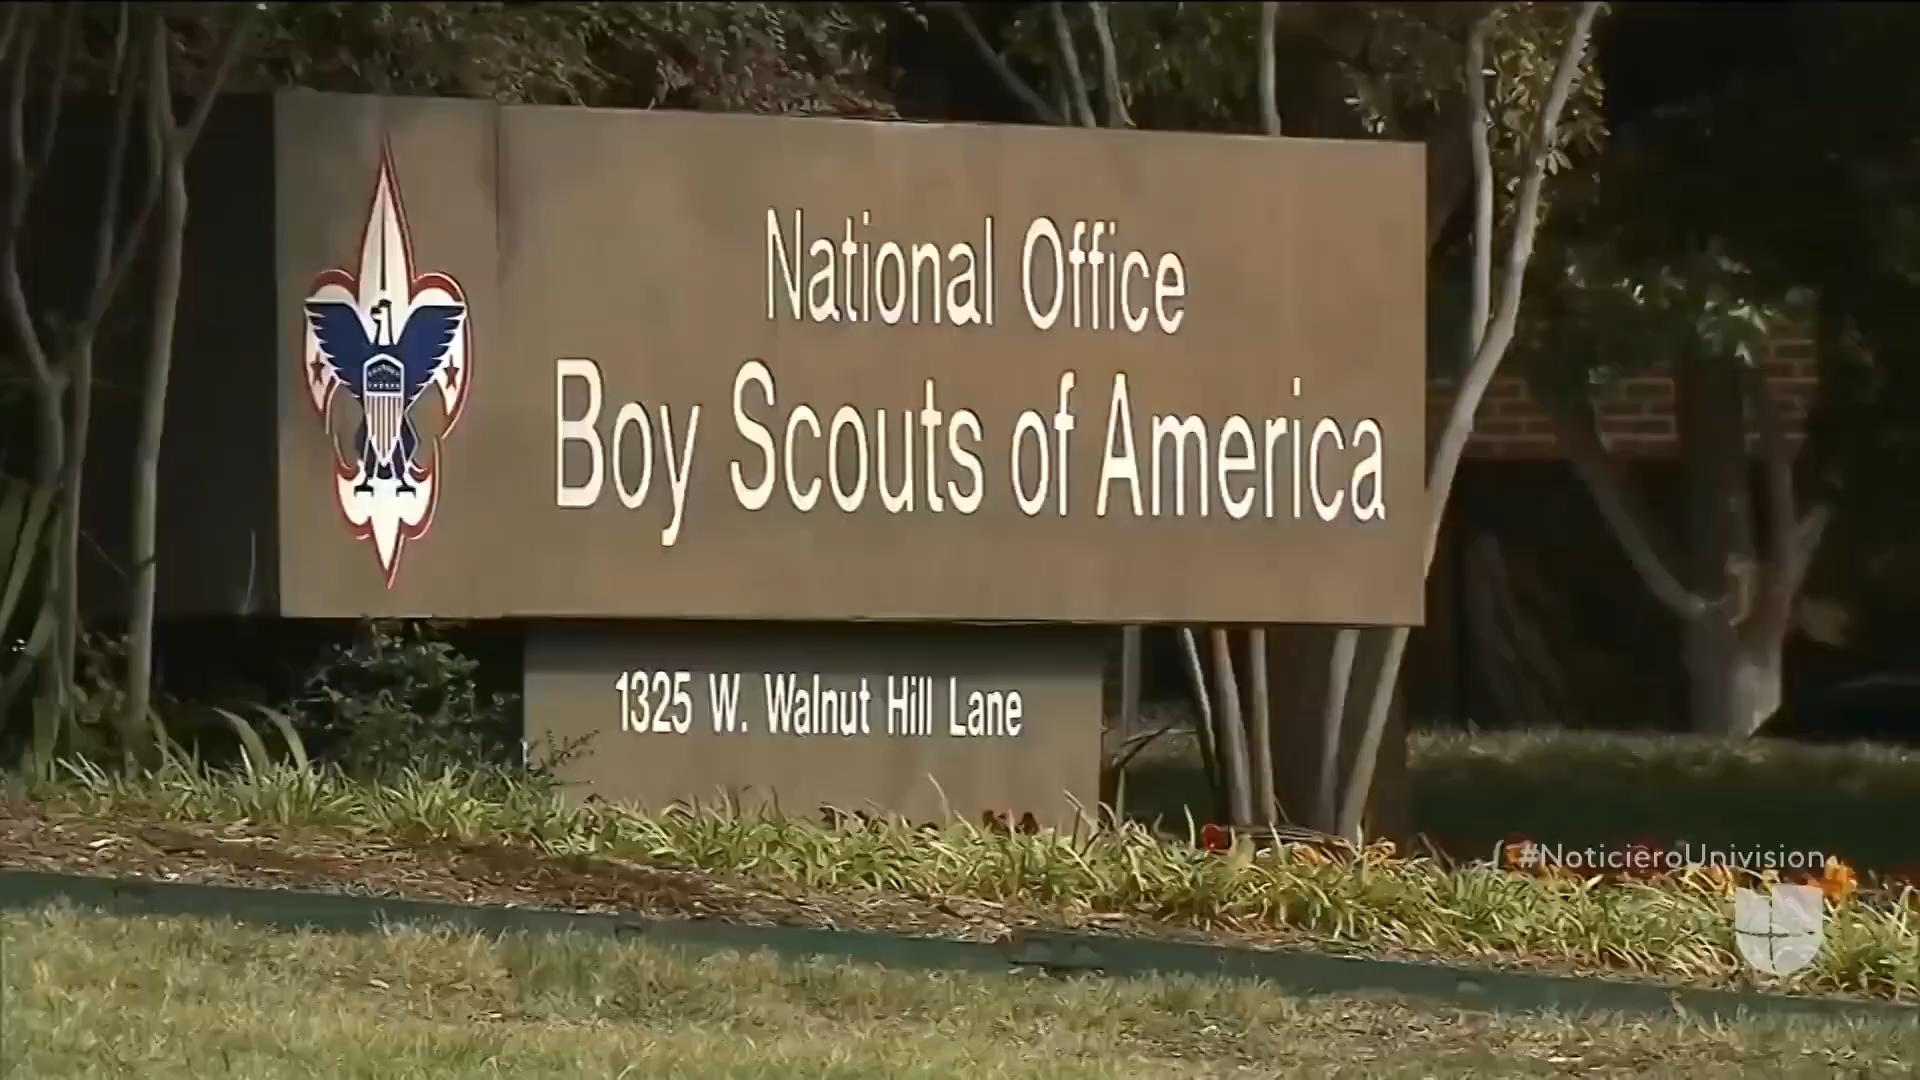 National Office
Boy Scouts of America
1325 W. Walnut Hill Lane
#NoticieroUnivision